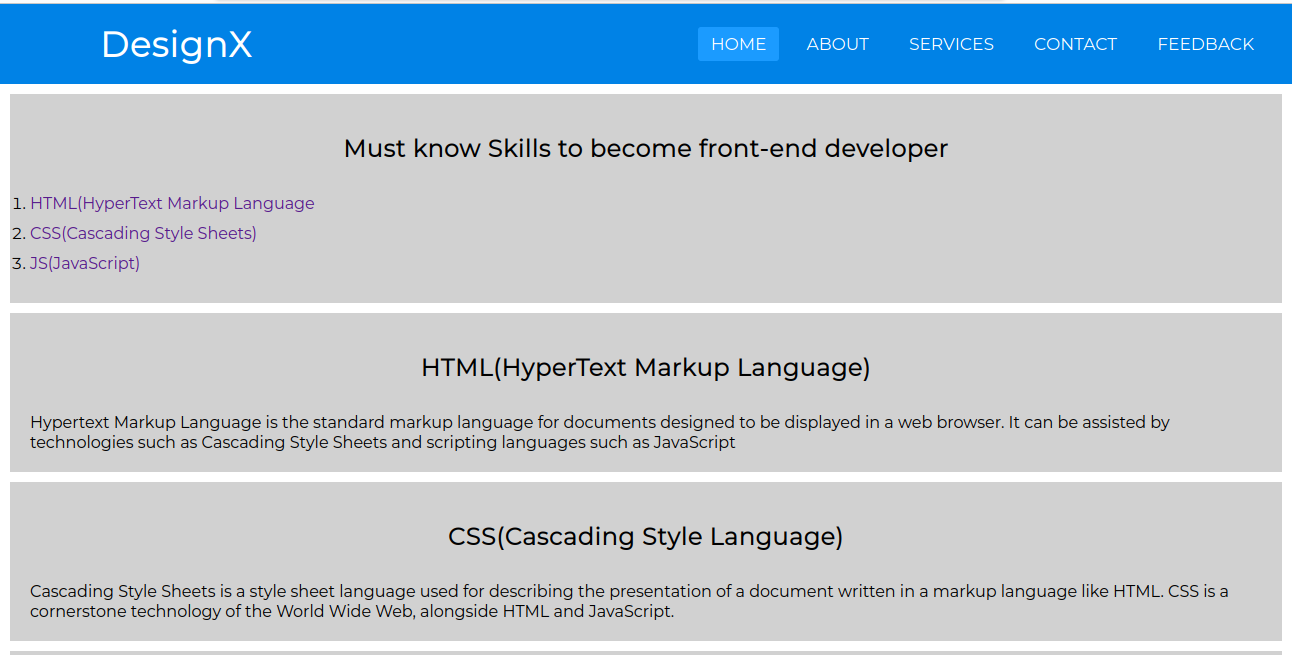 DesignX
HOME ABOUT SERVICES CONTACT FEEDBACK
Must know Skills to become front-end developer
1. HTML(HyperText Markup Language
2. CSS(Cascading Style Sheets)
3. JS(JavaScript)
HTML(HyperText Markup Language)
Hypertext Markup Language is the standard markup language for documents designed to be displayed in a web browser. It can be assisted by
technologies such as Cascading Style Sheets and scripting languages such as JavaScript
CSS(Cascading Style Language)
Cascading Style Sheets is a style sheet language used for describing the presentation of a document written in a markup language like HTML. CSS is a
cornerstone technology of the World Wide Web, alongside HTML and JavaScript.